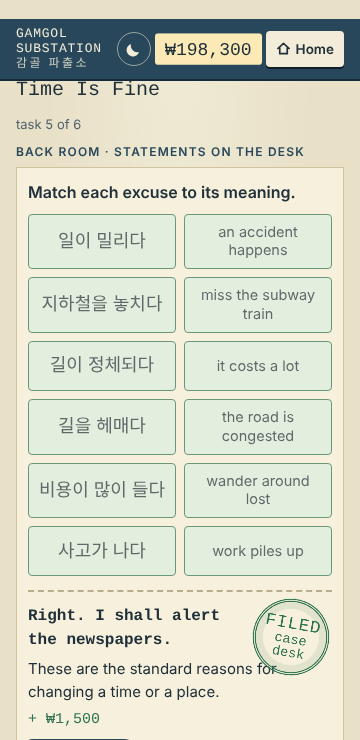 GAMGOL
SUBSTATION
감골 파출소
₩198,300
Home
Time Is Fine
task 5 of 6
BACK ROOM · STATEMENTS ON THE DESK
Match each excuse to its meaning.
일이 밀리다
an accident
happens
지하철을 놓치다
miss the subway
train
길이 정체되다
it costs a lot
길을 헤매다
the road is
congested
비용이 많이 들다
wander around
lost
사고가 나다
work piles up
Right. I shall alert
the newspapers.
FILED
case
desk
These are the standard reasons for
changing a time or a place.
+ ₩1,500